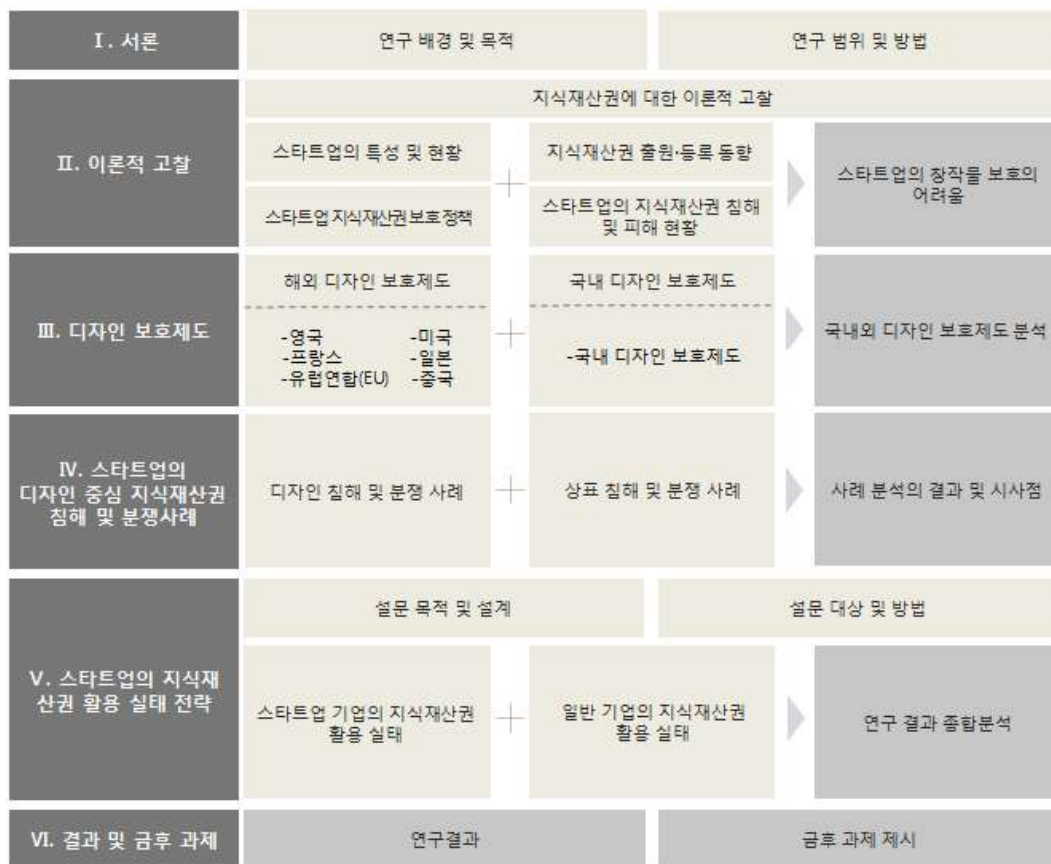 Ⅰ. 서론
연구 배경 및 목적
연구 범위 및 방법
Ⅱ. 이론적 고찰
지식재산권에 대한 이론적 고찰
스타트업의 특성 및 현황
지식재산권 출원·등록 동향
스타트업 지식재산권 보호 정책
스타트업의 지식재산권 침해
및 피해 현황
스타트업의 창작물 보호의
어려움
Ⅲ. 디자인 보호제도
해외 디자인 보호제도
-영국 -미국
-프랑스 -일본
-유럽연합(EU) -중국
국내 디자인 보호제도
-국내 디자인 보호제도
국내외 디자인 보호제도 분석
Ⅳ. 스타트업의
디자인 중심 지식재산권
침해 및 분쟁사례
디자인 침해 및 분쟁 사례
상표 침해 및 분쟁 사례
사례 분석의 결과 및 시사점
Ⅴ. 스타트업의 지식재
산권 활용 실태 전략
설문 목적 및 설계
설문 대상 및 방법
스타트업 기업의 지식재산권
활용 실태
일반 기업의 지식재산권
활용 실태
연구 결과 종합분석
Ⅵ. 결과 및 금후 과제
연구결과
금후 과제 제시